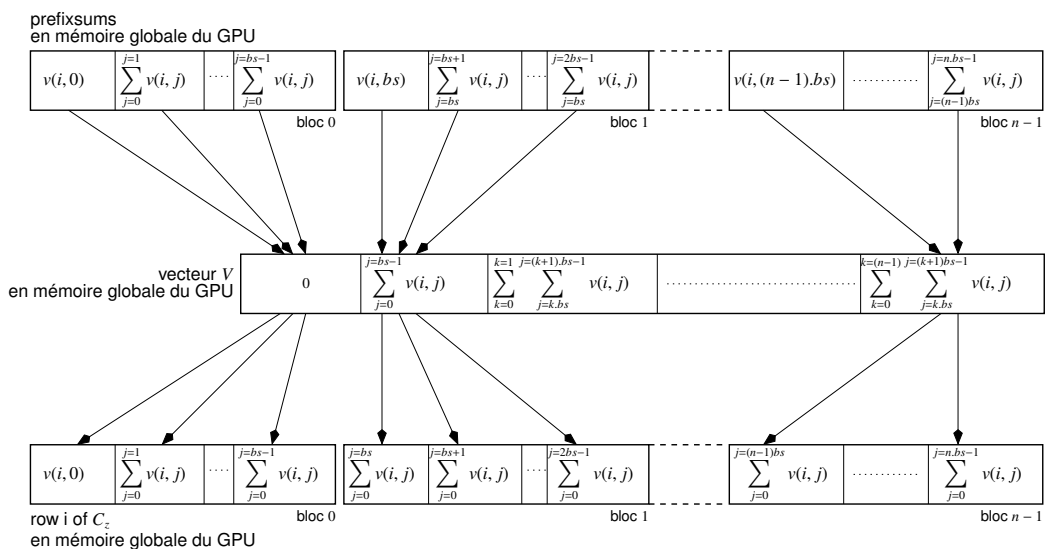 prefixsums
en mémoire globale du GPU
v(i, 0) j=1 ∑ j=0 v(i, j) ···· j=bs−1 ∑ j=0 v(i, j) v(i, bs) j=bs+1 ∑ j=bs v(i, j) ···· j=2bs−1 ∑ j=bs v(i, j) v(i, (n − 1).bs) ············ j=n.bs−1 ∑ j=(n−1)bs v(i, j)
bloc 0 bloc 1 bloc n − 1
vecteur V
en mémoire globale du GPU
0 j=bs−1 ∑ j=0 v(i, j) k=1 ∑ k=0 j=(k+1).bs−1 ∑ j=k.bs v(i, j) ································ k=(n−1) ∑ k=0 j=(k+1)bs−1 ∑ j=k.bs v(i, j)
v(i, 0) j=1 ∑ j=0 v(i, j) ···· j=bs−1 ∑ j=0 v(i, j) j=bs ∑ j=0 v(i, j) j=bs+1 ∑ j=0 v(i, j) ···· j=2bs−1 ∑ j=0 v(i, j) j=(n−1)bs ∑ j=0 v(i, j) ············ j=n.bs−1 ∑ j=0 v(i, j)
bloc 0 bloc 1 bloc n − 1
row i of C_z
en mémoire globale du GPU